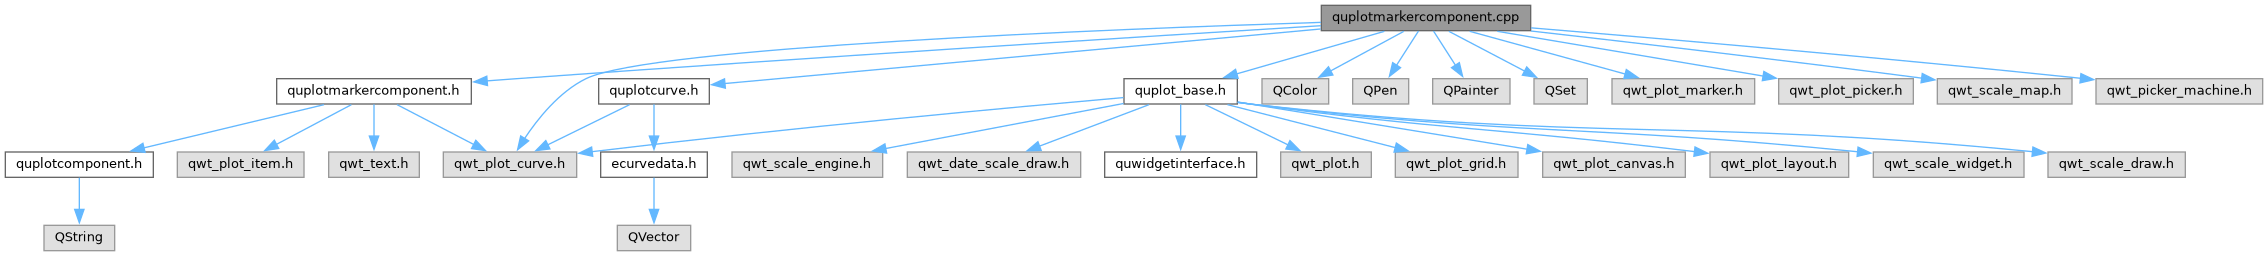 quplotmarkercomponent.cpp
quplotmarkercomponent.h
quplotcurve.h
quplot_base.h
QColor
QPen
QPainter
QSet
qwt_plot_marker.h
qwt_plot_picker.h
qwt_scale_map.h
qwt_picker_machine.h
quplotcomponent.h
qwt_plot_item.h
qwt_text.h
qwt_plot_curve.h
ecurvedata.h
qwt_scale_engine.h
qwt_date_scale_draw.h
quwidgetinterface.h
qwt_plot.h
qwt_plot_grid.h
qwt_plot_canvas.h
qwt_plot_layout.h
qwt_scale_widget.h
qwt_scale_draw.h
QString
QVector